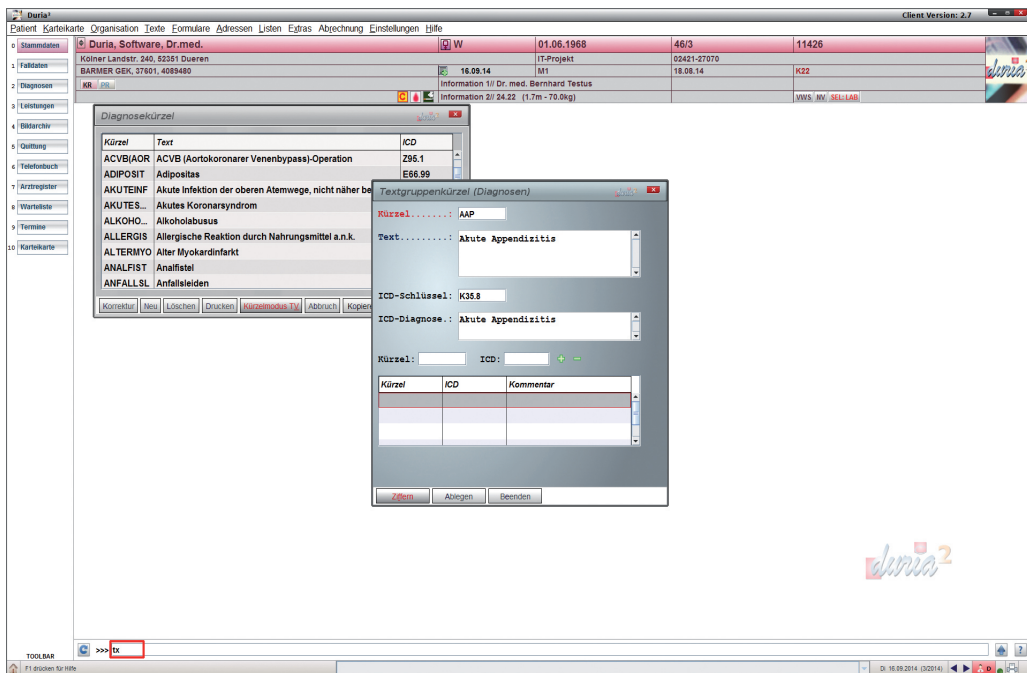 Duria²
Client Version: 2.7
Patient Karteikarte Organisation Texte Formulare Adressen Listen Extras Abrechnung Einstellungen Hilfe
0 Stammdaten
1 Falldaten
2 Diagnosen
3 Leistungen
4 Bildarchiv
5 Quittung
6 Telefonbuch
7 Arztregister
8 Warteliste
9 Termine
10 Karteikarte
Duria, Software, Dr.med. W 01.06.1968 46/3 11426
Kölner Landstr. 240, 52351 Dueren IT-Projekt 02421-27070
BARMER GEK, 37601, 4089480 16.09.14 M1 18.08.14 K22
KR PR Information 1// Dr. med. Bernhard Testus
C Information 2// 24.22 (1.7m - 70.0kg) VWS NV SEL: LAB
duria2
Diagnosekürzel
Kürzel Text ICD
ACVB(AOR ACVB (Aortokoronarer Venenbypass)-Operation Z95.1
ADIPOSIT Adipositas E66.99
AKUTEINF Akute Infektion der oberen Atemwege, nicht näher be
AKUTES... Akutes Koronarsyndrom
ALKOHO... Alkoholabusus
ALLERGIS Allergische Reaktion durch Nahrungsmittel a.n.k.
ALTERMYO Alter Myokardinfarkt
ANALFIST Analfistel
ANFALLSL Anfallsleiden
Korrektur Neu Löschen Drucken Kürzelmodus TV Abbruch Kopiere
Textgruppenkürzel (Diagnosen)
Kürzel.......: AAP
Text.........: Akute Appendizitis
ICD-Schlüssel: K35.8
ICD-Diagnose.: Akute Appendizitis
Kürzel: ICD: + −
Kürzel ICD Kommentar
Ziffern Ablegen Beenden
duria 2
TOOLBAR
>>> tx
?
F1 drücken für Hilfe
Di 16.09.2014 (3/2014) D